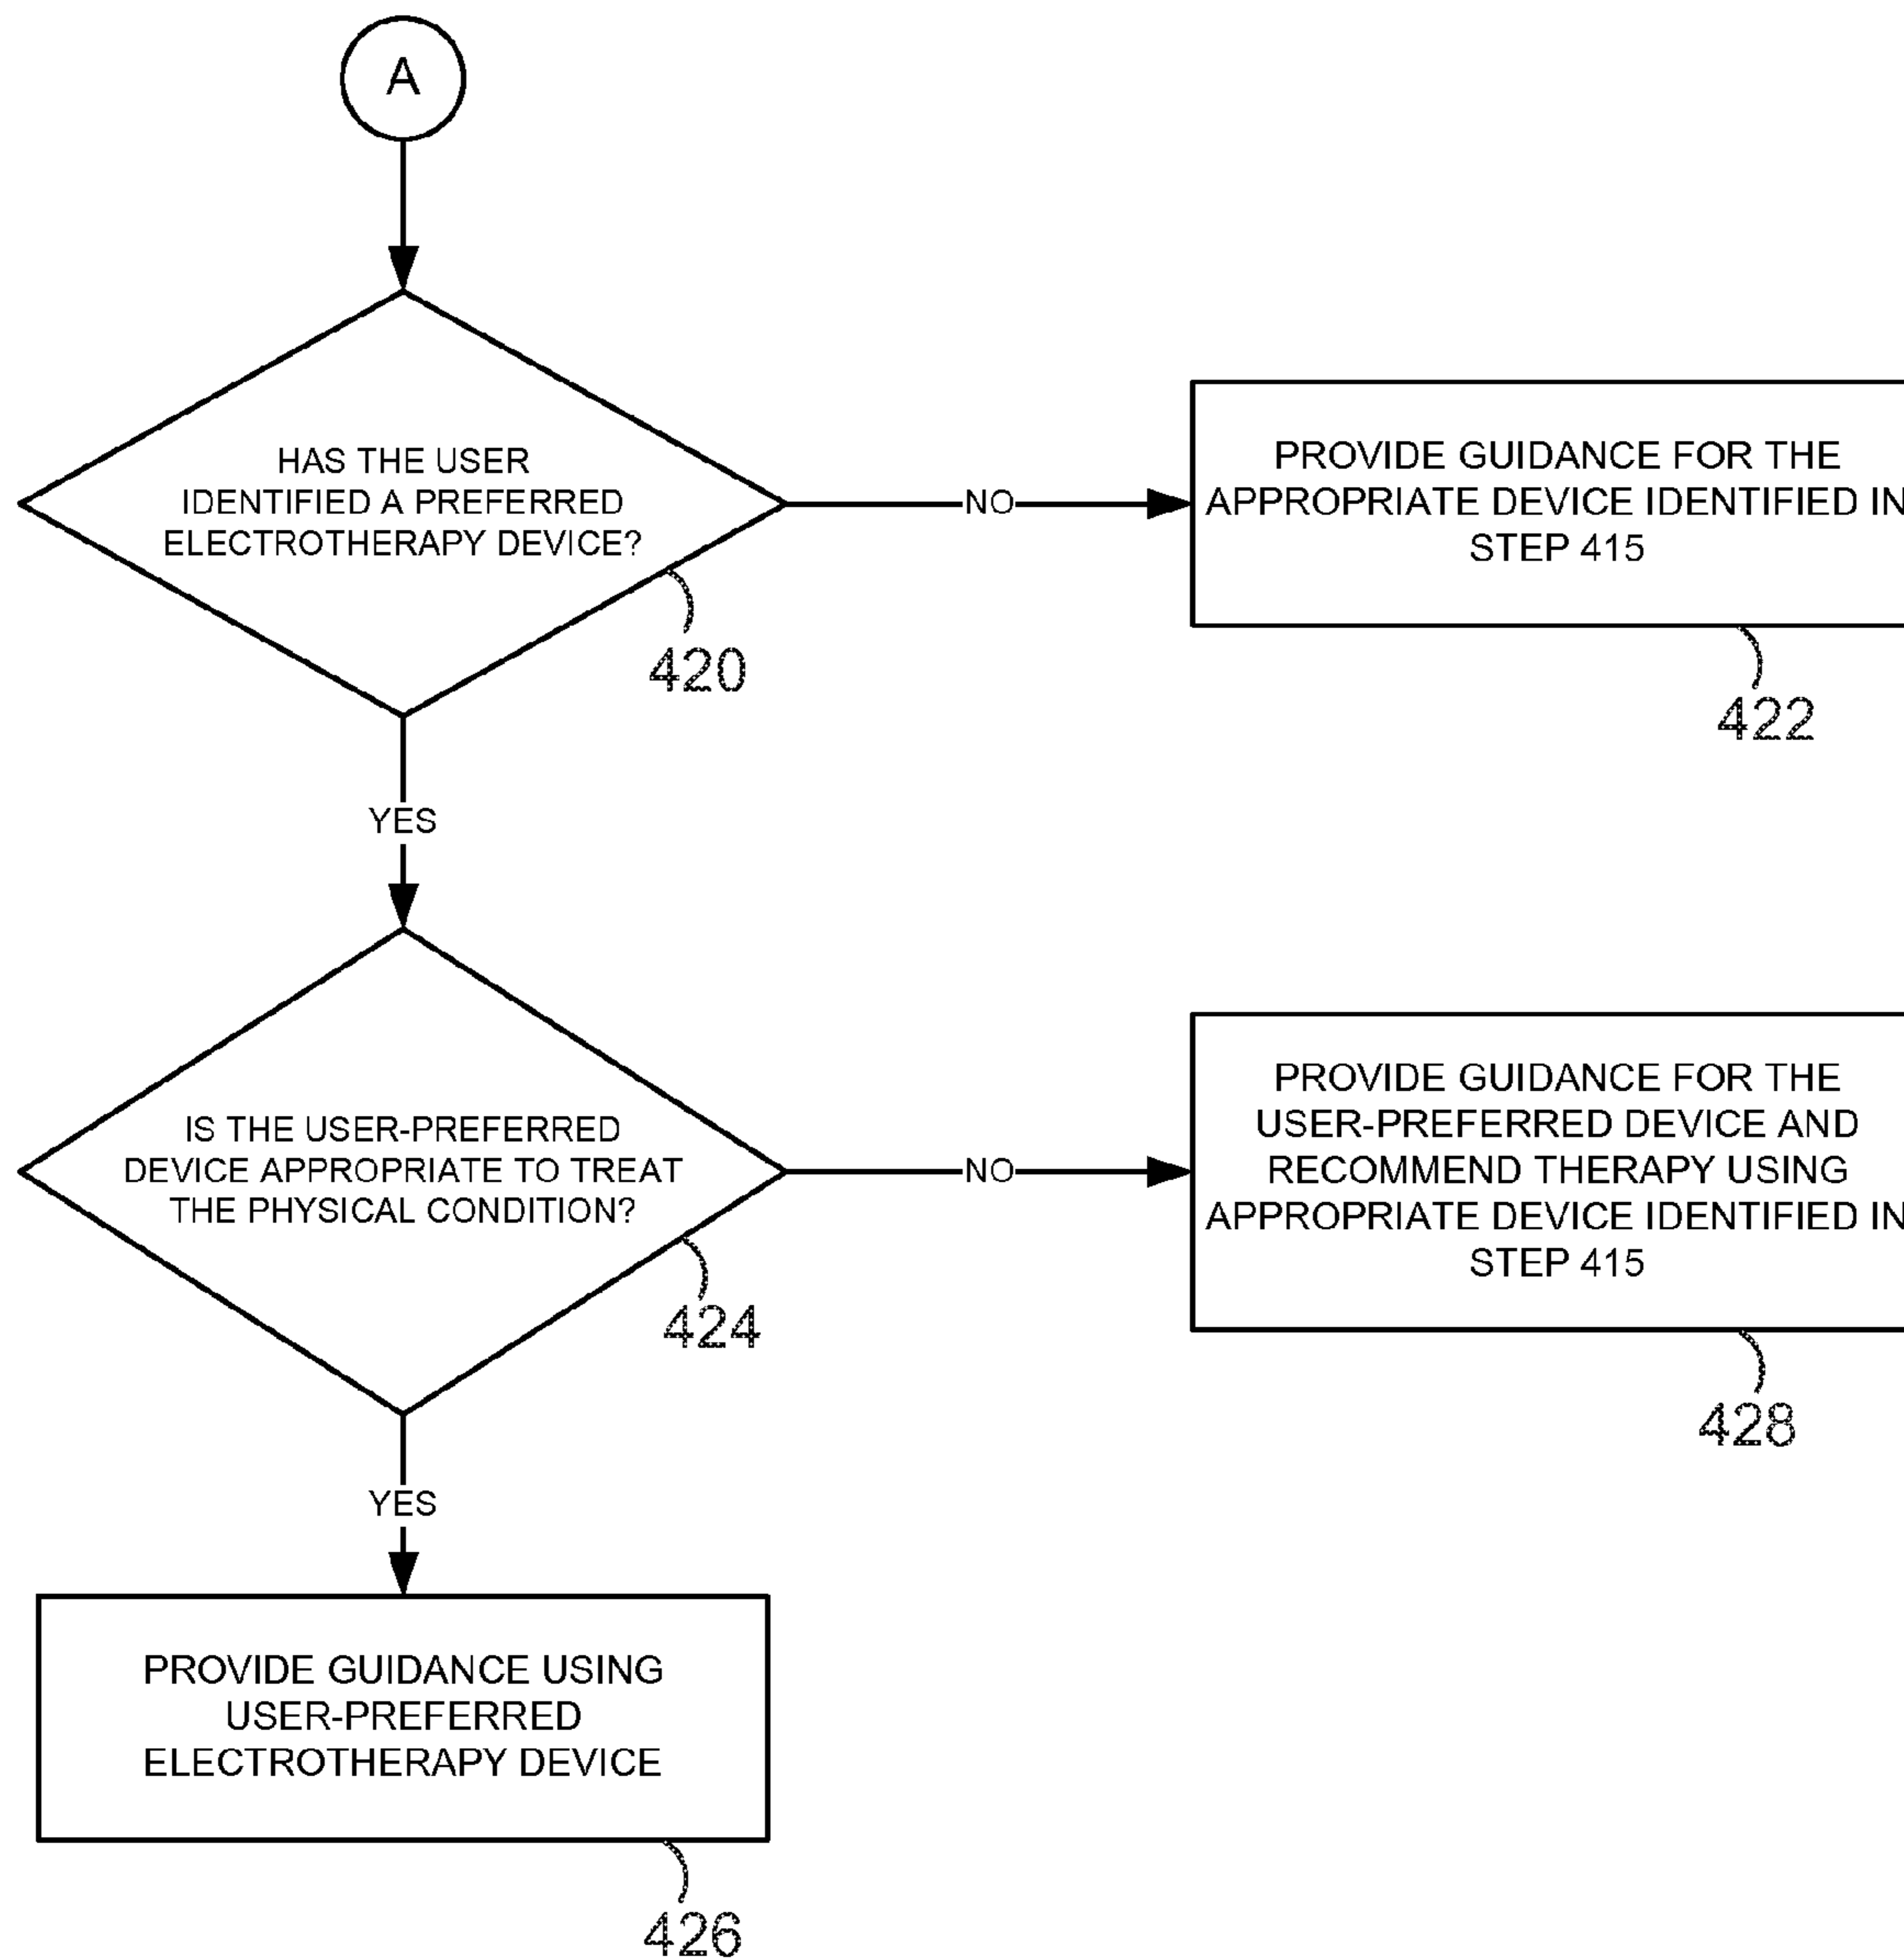 A
HAS THE USER
IDENTIFIED A PREFERRED
ELECTROTHERAPY DEVICE?
NO
PROVIDE GUIDANCE FOR THE
APPROPRIATE DEVICE IDENTIFIED IN
STEP 415
420
422
YES
IS THE USER-PREFERRED
DEVICE APPROPRIATE TO TREAT
THE PHYSICAL CONDITION?
NO
PROVIDE GUIDANCE FOR THE
USER-PREFERRED DEVICE AND
RECOMMEND THERAPY USING
APPROPRIATE DEVICE IDENTIFIED IN
STEP 415
424
428
YES
PROVIDE GUIDANCE USING
USER-PREFERRED
ELECTROTHERAPY DEVICE
426